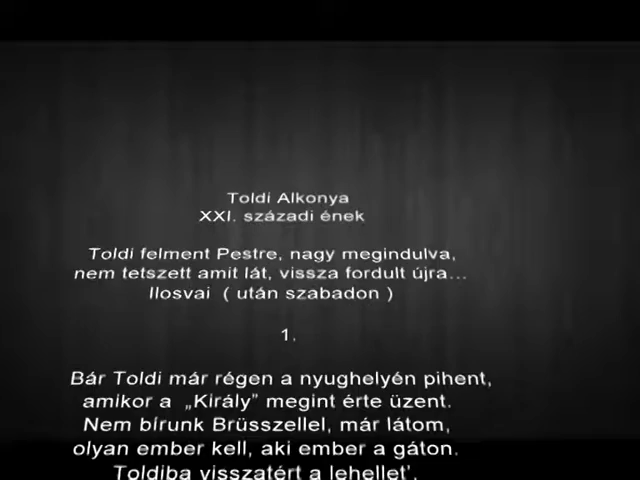 Toldi Alkonya
XXI. századi ének
Toldi felment Pestre, nagy megindulva,
nem tetszett amit lát, vissza fordult újra...
Ilosvai ( után szabadon )
1.
Bár Toldi már régen a nyughelyén pihent,
amikor a „Király” megint érte üzent.
Nem bírunk Brüsszellel, már látom,
olyan ember kell, aki ember a gáton.
Toldiba visszatért a lehellet’.